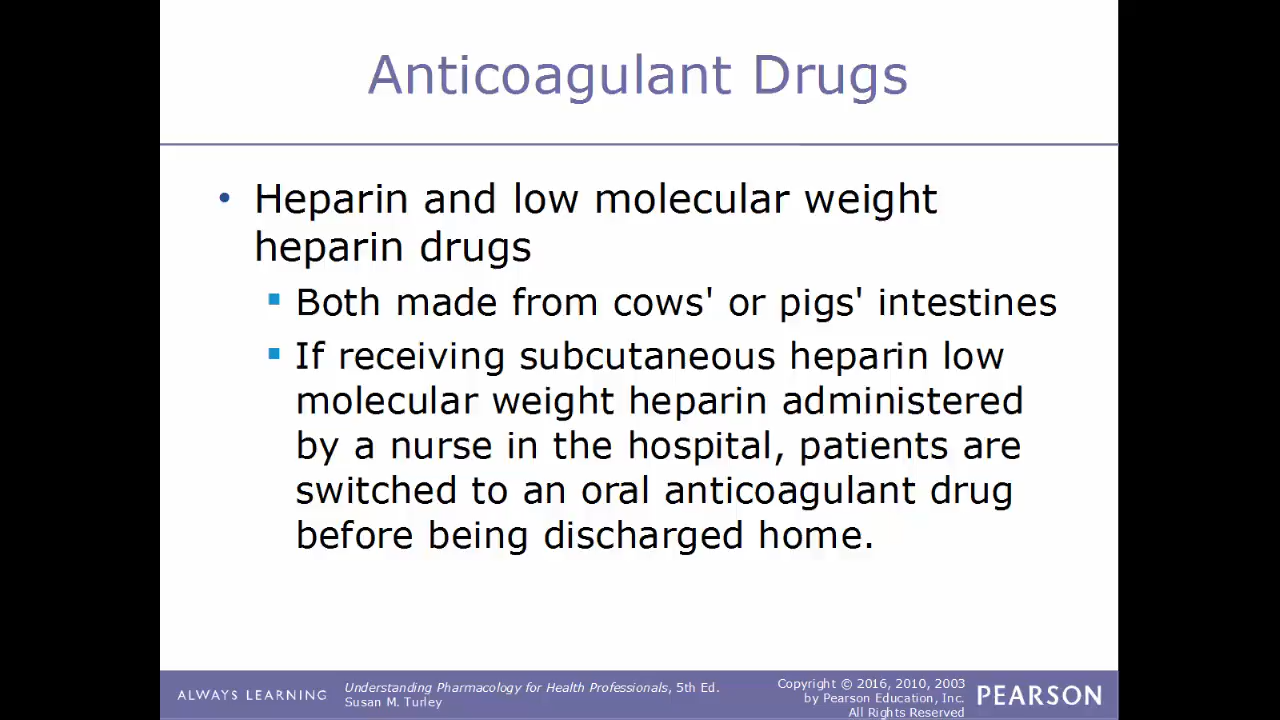 Anticoagulant Drugs
• Heparin and low molecular weight
heparin drugs
▪ Both made from cows' or pigs' intestines
▪ If receiving subcutaneous heparin low
molecular weight heparin administered
by a nurse in the hospital, patients are
switched to an oral anticoagulant drug
before being discharged home.
ALWAYS LEARNING
Understanding Pharmacology for Health Professionals, 5th Ed.
Susan M. Turley
Copyright © 2016, 2010, 2003
by Pearson Education, Inc.
All Rights Reserved
PEARSON